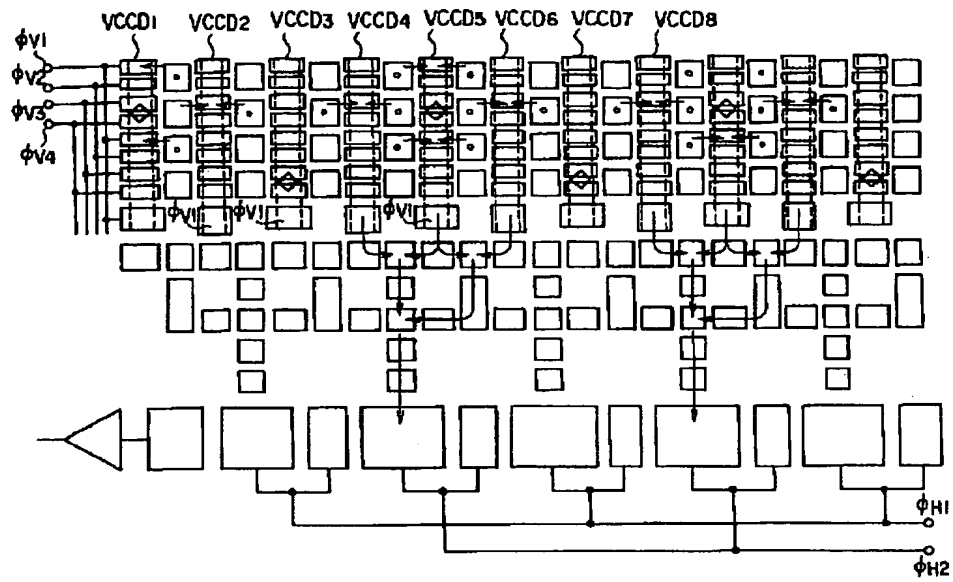 VCCD1 VCCD2 VCCD3 VCCD4 VCCD5 VCCD6 VCCD7 VCCD8
ΦV1
ΦV2
ΦV3
ΦV4
ΦV1 ΦV1 ΦV1
ΦH1
ΦH2